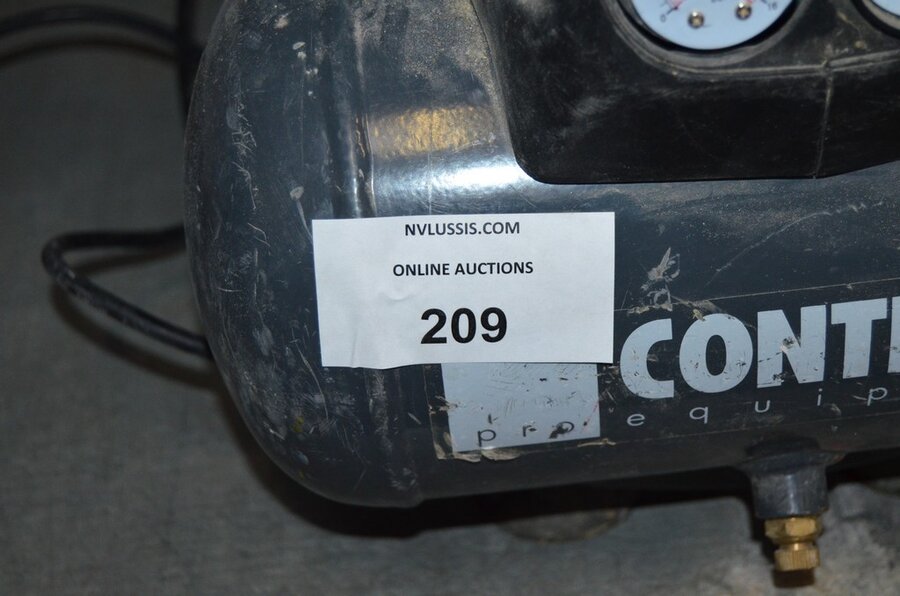 NVLUSSIS.COM
ONLINE AUCTIONS
209
CONT
pro equip